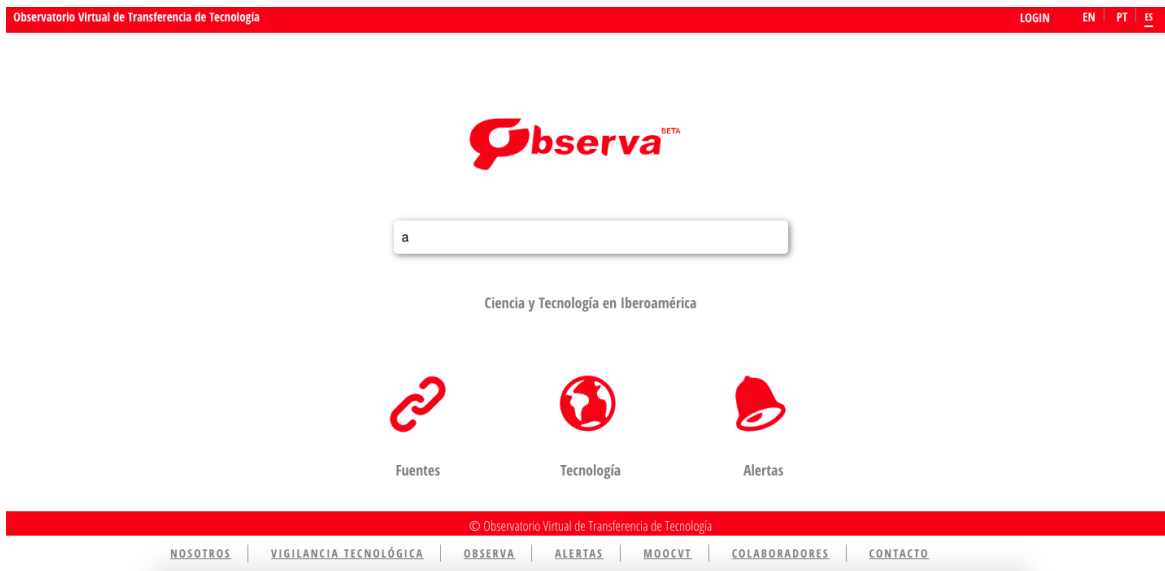 Observatorio Virtual de Transferencia de Tecnología LOGIN EN PT ES
Observa BETA
a
Ciencia y Tecnología en Iberoamérica
Fuentes Tecnología Alertas
© Observatorio Virtual de Transferencia de Tecnología
NOSOTROS VIGILANCIA TECNOLÓGICA OBSERVA ALERTAS MOOCVT COLABORADORES CONTACTO